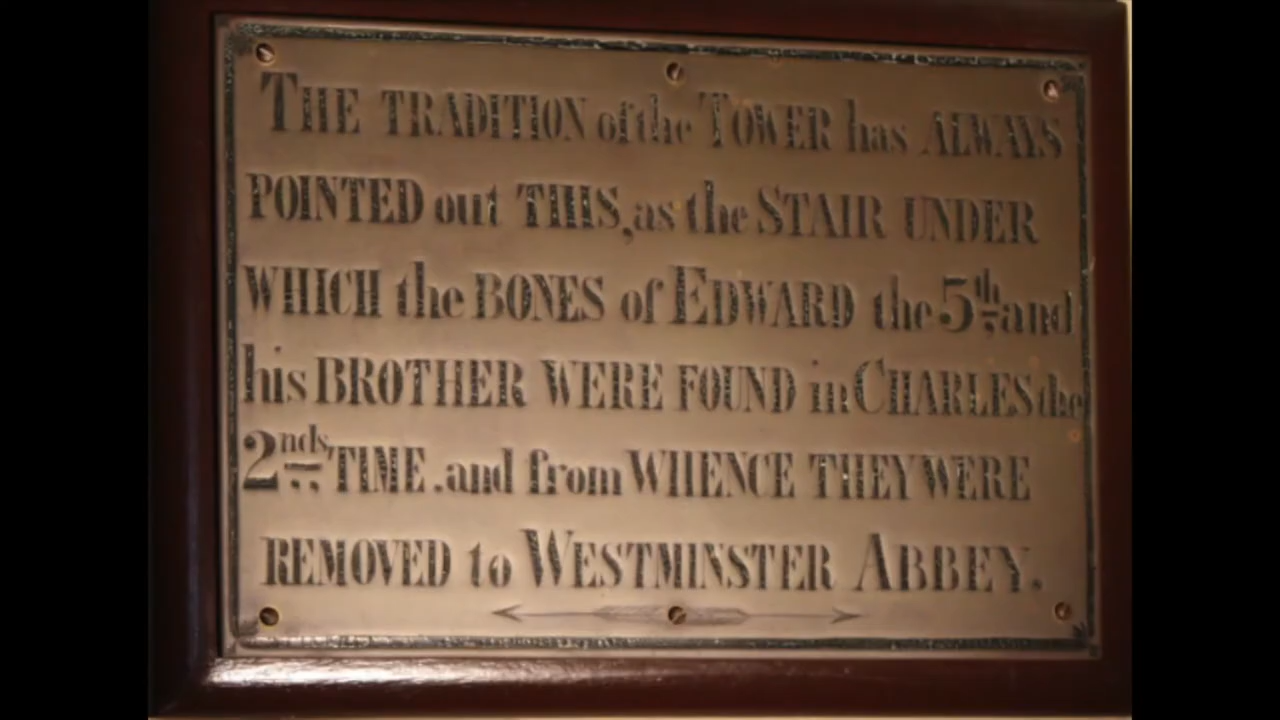 THE TRADITION of the TOWER has ALWAYS
POINTED out THIS, as the STAIR UNDER
WHICH the BONES of EDWARD the 5th and
his BROTHER WERE FOUND in CHARLES the
2nds TIME. and from WHENCE THEY WERE
REMOVED to WESTMINSTER ABBEY.